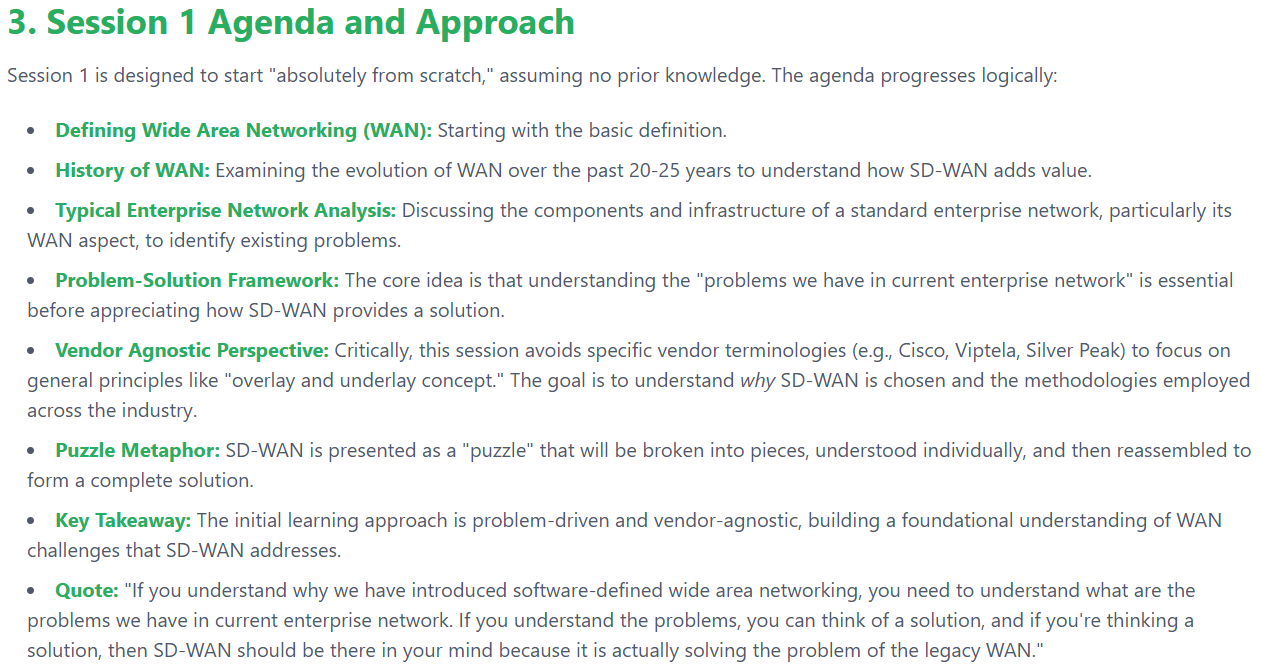 3. Session 1 Agenda and Approach
Session 1 is designed to start "absolutely from scratch," assuming no prior knowledge. The agenda progresses logically:
• Defining Wide Area Networking (WAN): Starting with the basic definition.
• History of WAN: Examining the evolution of WAN over the past 20-25 years to understand how SD-WAN adds value.
• Typical Enterprise Network Analysis: Discussing the components and infrastructure of a standard enterprise network, particularly its
WAN aspect, to identify existing problems.
• Problem-Solution Framework: The core idea is that understanding the "problems we have in current enterprise network" is essential
before appreciating how SD-WAN provides a solution.
• Vendor Agnostic Perspective: Critically, this session avoids specific vendor terminologies (e.g., Cisco, Viptela, Silver Peak) to focus on
general principles like "overlay and underlay concept." The goal is to understand why SD-WAN is chosen and the methodologies employed
across the industry.
• Puzzle Metaphor: SD-WAN is presented as a "puzzle" that will be broken into pieces, understood individually, and then reassembled to
form a complete solution.
• Key Takeaway: The initial learning approach is problem-driven and vendor-agnostic, building a foundational understanding of WAN
challenges that SD-WAN addresses.
• Quote: "If you understand why we have introduced software-defined wide area networking, you need to understand what are the
problems we have in current enterprise network. If you understand the problems, you can think of a solution, and if you're thinking a
solution, then SD-WAN should be there in your mind because it is actually solving the problem of the legacy WAN."